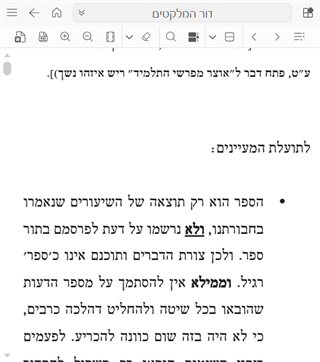 דור המלקטים
ע״ט, פתח דבר ל״אוצר מפרשי התלמיד״ ריש איזהו נשך)].
לתועלת המעיינים:
• הספר הוא רק תוצאה של השיעורים שנאמרו
בחבורתנו, ולא נרשמו על דעת לפרסמם בתור
ספר. ולכן צורת הדברים ותוכנם אינו כ׳ספר׳
רגיל. וממילא אין להסתמך על מספר הדעות
שהובאו בכל שיטה ולהחליט דהלכה כרבים,
כי לא היה בזה שום כוונה להכריע. לפעמים